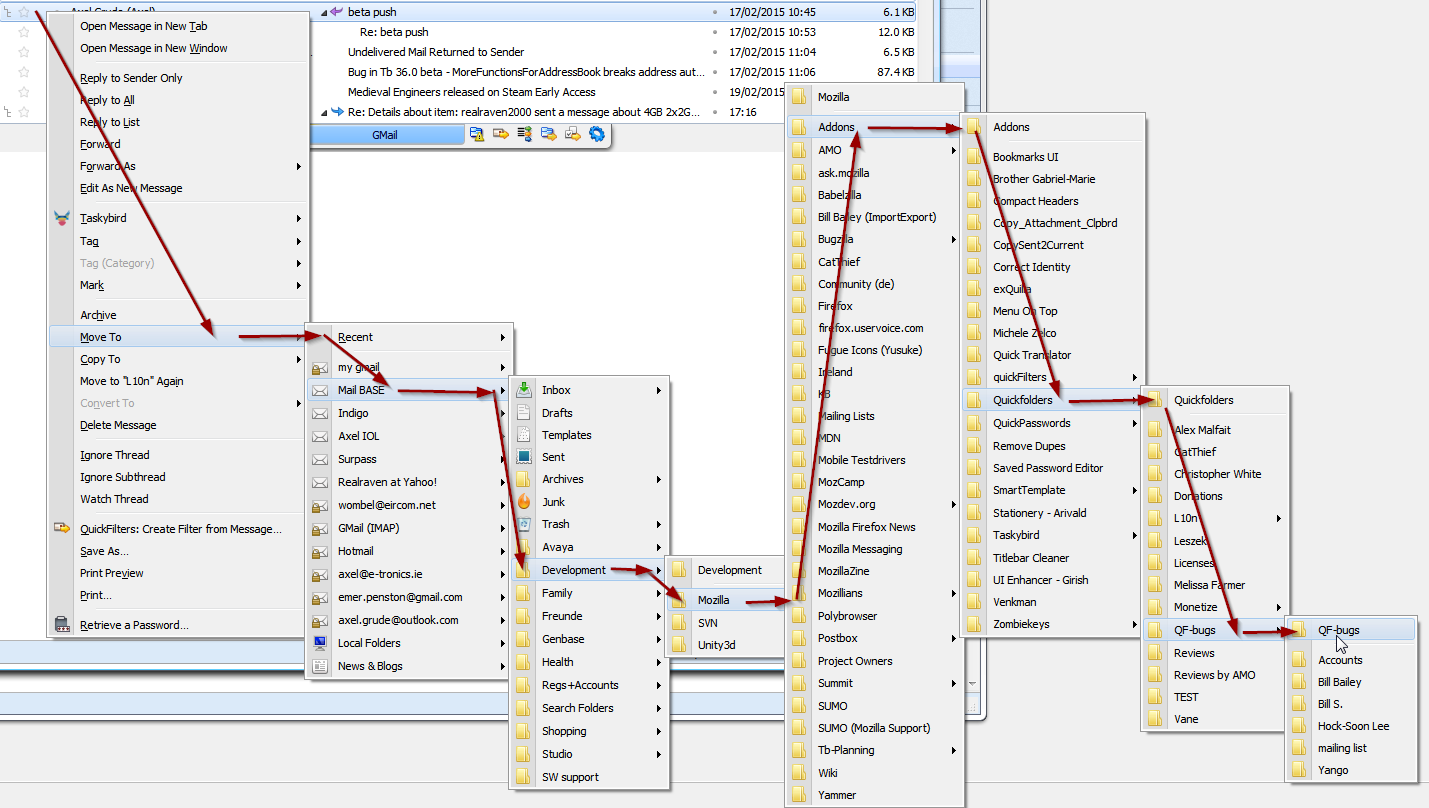 Axel Grude (Axel)
beta push 17/02/2015 10:45 6.1 KB
Re: beta push 17/02/2015 10:53 12.0 KB
Undelivered Mail Returned to Sender 17/02/2015 11:04 6.5 KB
Bug in Tb 36.0 beta - MoreFunctionsForAddressBook breaks address aut... 17/02/2015 11:06 87.4 KB
Medieval Engineers released on Steam Early Access 19/02/2015
Re: Details about item: realraven2000 sent a message about 4GB 2x2G... 17:16
GMail
Open Message in New Tab
Open Message in New Window
Reply to Sender Only
Reply to All
Reply to List
Forward
Forward As
Edit As New Message
Taskybird
Tag
Tag (Category)
Mark
Archive
Move To
Copy To
Move to "L10n" Again
Convert To
Delete Message
Ignore Thread
Ignore Subthread
Watch Thread
QuickFilters: Create Filter from Message...
Save As...
Print Preview
Print...
Retrieve a Password...
Recent
my gmail
Mail BASE
Indigo
Axel IOL
Surpass
Realraven at Yahoo!
wombel@eircom.net
GMail (IMAP)
Hotmail
axel@e-tronics.ie
emer.penston@gmail.com
axel.grude@outlook.com
Local Folders
News & Blogs
Inbox
Drafts
Templates
Sent
Archives
Junk
Trash
Avaya
Development
Family
Freunde
Genbase
Health
Regs+Accounts
Search Folders
Shopping
Studio
SW support
Development
Mozilla
SVN
Unity3d
Mozilla
Addons
AMO
ask.mozilla
Babelzilla
Bill Bailey (ImportExport)
Bugzilla
CatThief
Community (de)
Firefox
firefox.uservoice.com
Fugue Icons (Yusuke)
Ireland
KB
Mailing Lists
MDN
Mobile Testdrivers
MozCamp
Mozdev.org
Mozilla Firefox News
Mozilla Messaging
MozillaZine
Mozillians
Polybrowser
Postbox
Project Owners
Summit
SUMO
SUMO (Mozilla Support)
Tb-Planning
Wiki
Yammer
Addons
Bookmarks UI
Brother Gabriel-Marie
Compact Headers
Copy_Attachment_Clpbrd
CopySent2Current
Correct Identity
exQuilla
Menu On Top
Michele Zelco
Quick Translator
quickFilters
Quickfolders
QuickPasswords
Remove Dupes
Saved Password Editor
SmartTemplate
Stationery - Arivald
Taskybird
Titlebar Cleaner
UI Enhancer - Girish
Venkman
Zombiekeys
Quickfolders
Alex Malfait
CatThief
Christopher White
Donations
L10n
Leszek
Licenses
Melissa Farmer
Monetize
QF-bugs
Reviews
Reviews by AMO
TEST
Vane
QF-bugs
Accounts
Bill Bailey
Bill S.
Hock-Soon Lee
mailing list
Yango